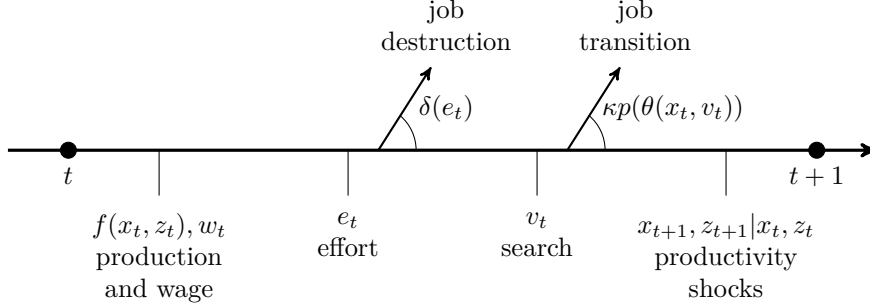 job
destruction
job
transition
δ(e_t)
κp(θ(x_t, v_t))
t
t + 1
f(x_t, z_t), w_t
production
and wage
e_t
effort
v_t
search
x_{t+1}, z_{t+1}|x_t, z_t
productivity
shocks